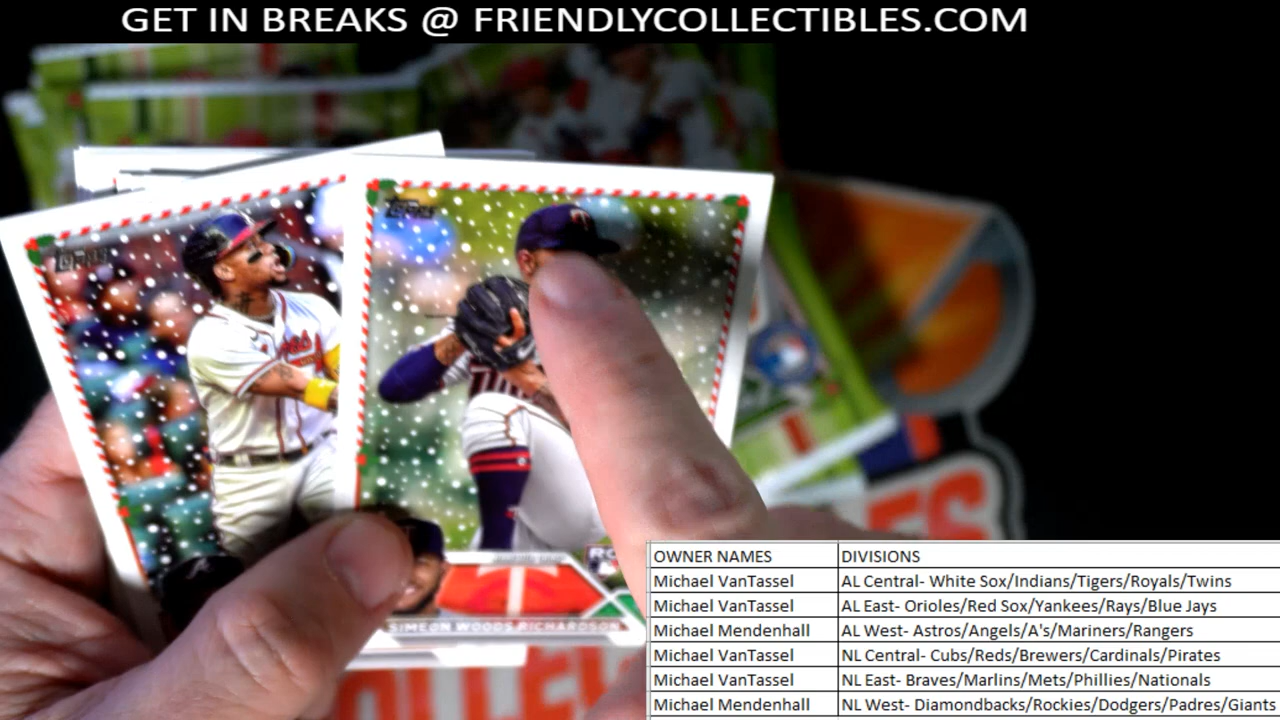 GET IN BREAKS @ FRIENDLYCOLLECTIBLES.COM
Topps
Topps
SIMEON WOODS RICHARDSON
OWNER NAMES DIVISIONS
Michael VanTassel AL Central- White Sox/Indians/Tigers/Royals/Twins
Michael VanTassel AL East- Orioles/Red Sox/Yankees/Rays/Blue Jays
Michael Mendenhall AL West- Astros/Angels/A's/Mariners/Rangers
Michael VanTassel NL Central- Cubs/Reds/Brewers/Cardinals/Pirates
Michael VanTassel NL East- Braves/Marlins/Mets/Phillies/Nationals
Michael Mendenhall NL West- Diamondbacks/Rockies/Dodgers/Padres/Giants